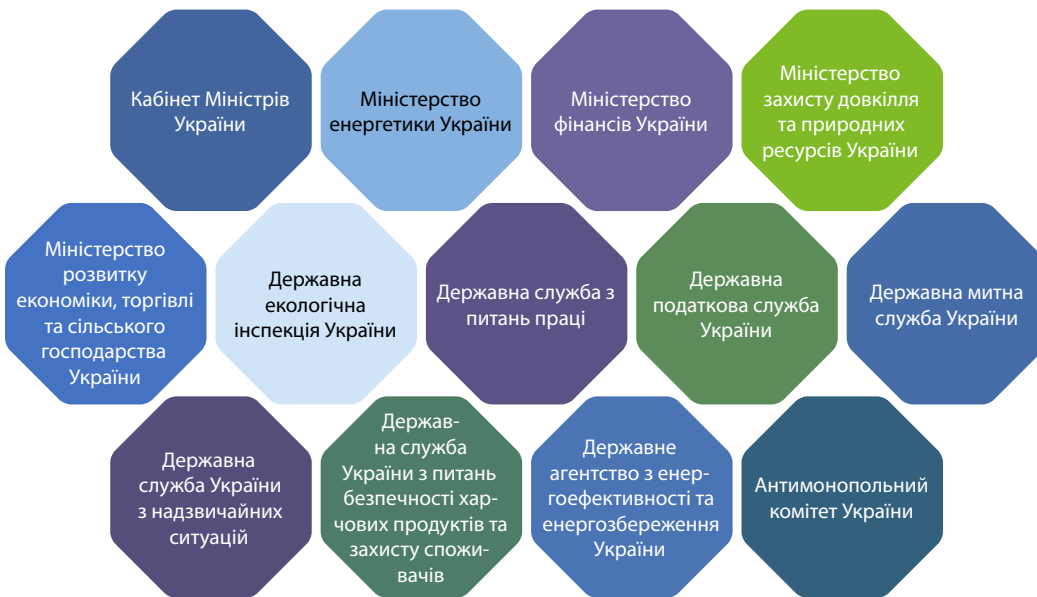 Кабінет Міністрів
України
Міністерство
енергетики України
Міністерство
фінансів України
Міністерство
захисту довкілля
та природних
ресурсів України
Міністерство
розвитку
економіки, торгівлі
та сільського
господарства
України
Державна
екологічна
інспекція України
Державна служба з
питань праці
Державна
податкова служба
України
Державна митна
служба України
Державна
служба України
з надзвичайних
ситуацій
Держав-
на служба
України з питань
безпечності хар-
чових продуктів та
захисту спожи-
вачів
Державне
агентство з енер-
гоефективності та
енергозбереження
України
Антимонопольний
комітет України